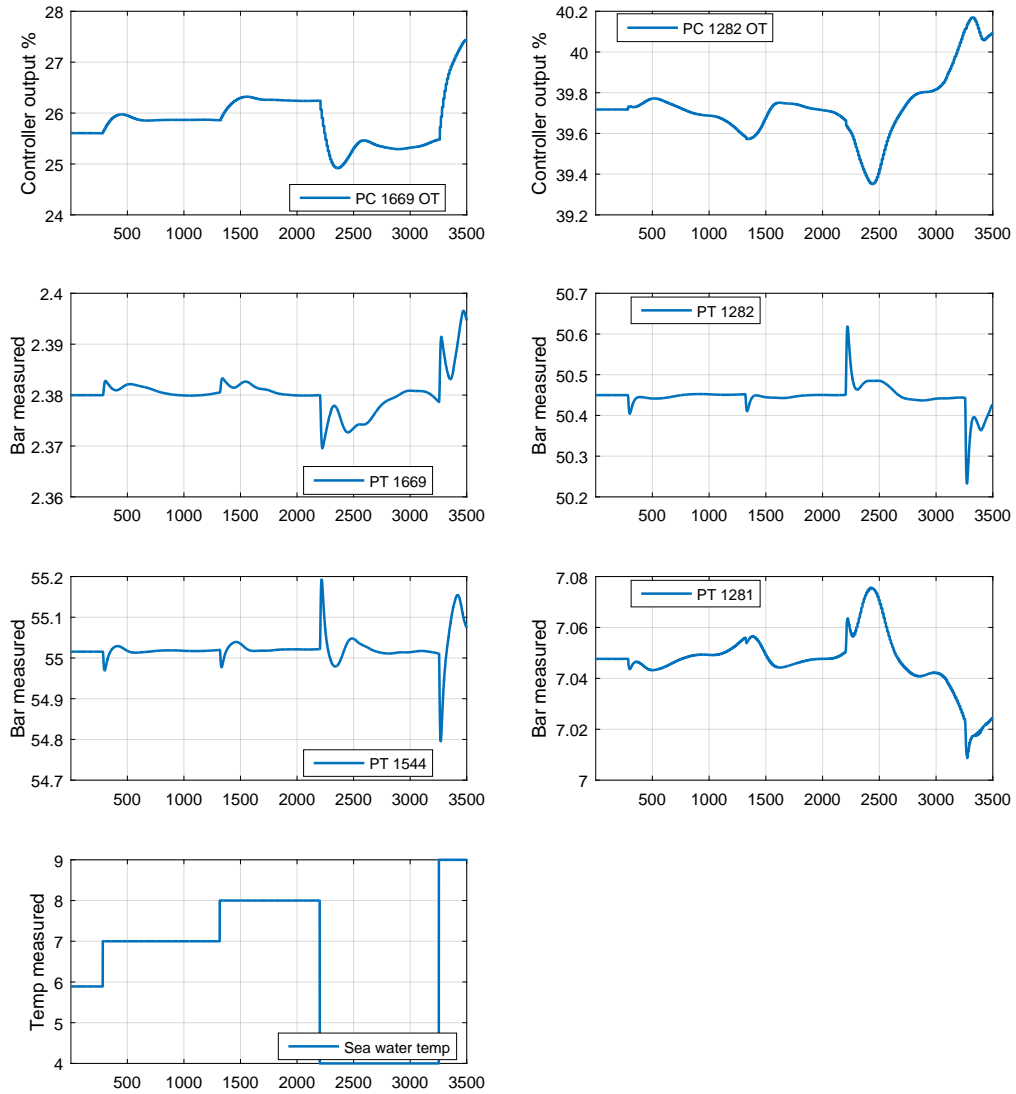 28
27
26
25
24
Controller output %
PC 1669 OT
500 1000 1500 2000 2500 3000 3500
40.2
40
39.8
39.6
39.4
39.2
Controller output %
PC 1282 OT
500 1000 1500 2000 2500 3000 3500
2.4
2.39
2.38
2.37
2.36
Bar measured
PT 1669
500 1000 1500 2000 2500 3000 3500
50.7
50.6
50.5
50.4
50.3
50.2
Bar measured
PT 1282
500 1000 1500 2000 2500 3000 3500
55.2
55.1
55
54.9
54.8
54.7
Bar measured
PT 1544
500 1000 1500 2000 2500 3000 3500
7.08
7.06
7.04
7.02
7
Bar measured
PT 1281
500 1000 1500 2000 2500 3000 3500
9
8
7
6
5
4
Temp measured
Sea water temp
500 1000 1500 2000 2500 3000 3500